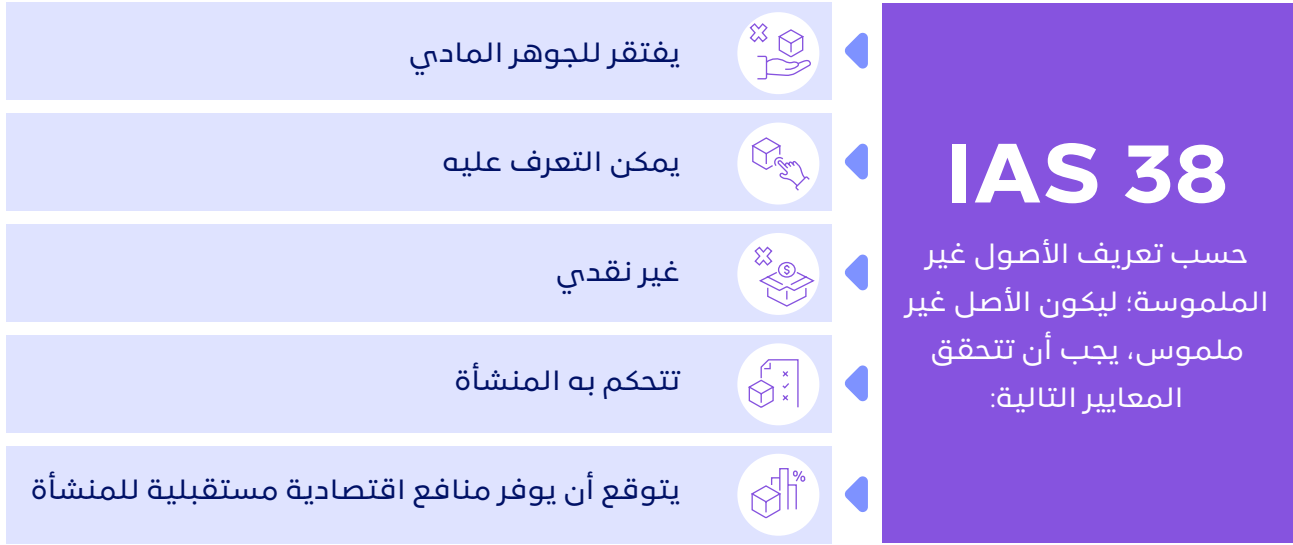 IAS 38
حسب تعريف الأصول غير
الملموسة؛ ليكون الأصل غير
ملموس، يجب أن تتحقق
المعايير التالية:
يفتقر للجوهر المادي
يمكن التعرف عليه
غير نقدي
تتحكم به المنشأة
يتوقع أن يوفر منافع اقتصادية مستقبلية للمنشأة
%